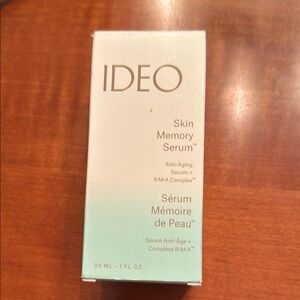 IDEO
Skin
Memory
Serum™
Anti-Aging
Serum +
R•M•A Complex™
Sérum
Mémoire
de Peau™
Sérum Anti-Âge +
Complexe R•M•A™
30 ML - 1 FL OZ